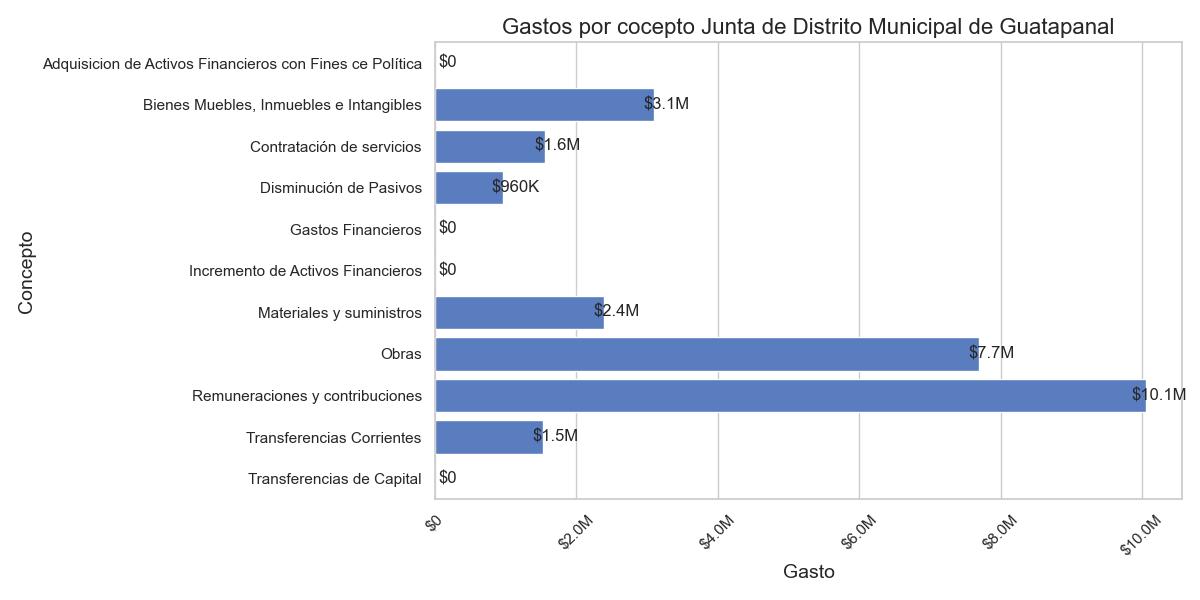 Gastos por cocepto Junta de Distrito Municipal de Guatapanal
Adquisicion de Activos Financieros con Fines ce Política $0
Bienes Muebles, Inmuebles e Intangibles $3.1M
Contratación de servicios $1.6M
Disminución de Pasivos $960K
Gastos Financieros $0
Incremento de Activos Financieros $0
Materiales y suministros $2.4M
Obras $7.7M
Remuneraciones y contribuciones $10.1M
Transferencias Corrientes $1.5M
Transferencias de Capital $0
Concepto
$0 $2.0M $4.0M $6.0M $8.0M $10.0M
Gasto